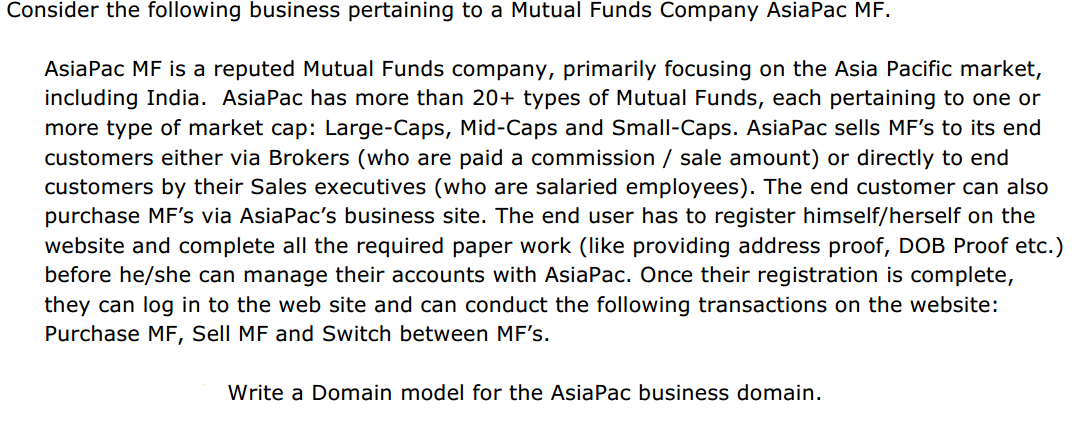 Consider the following business pertaining to a Mutual Funds Company AsiaPac MF.
AsiaPac MF is a reputed Mutual Funds company, primarily focusing on the Asia Pacific market,
including India.  AsiaPac has more than 20+ types of Mutual Funds, each pertaining to one or
more type of market cap: Large-Caps, Mid-Caps and Small-Caps. AsiaPac sells MF’s to its end
customers either via Brokers (who are paid a commission / sale amount) or directly to end
customers by their Sales executives (who are salaried employees). The end customer can also
purchase MF’s via AsiaPac’s business site. The end user has to register himself/herself on the
website and complete all the required paper work (like providing address proof, DOB Proof etc.)
before he/she can manage their accounts with AsiaPac. Once their registration is complete,
they can log in to the web site and can conduct the following transactions on the website:
Purchase MF, Sell MF and Switch between MF’s.
Write a Domain model for the AsiaPac business domain.